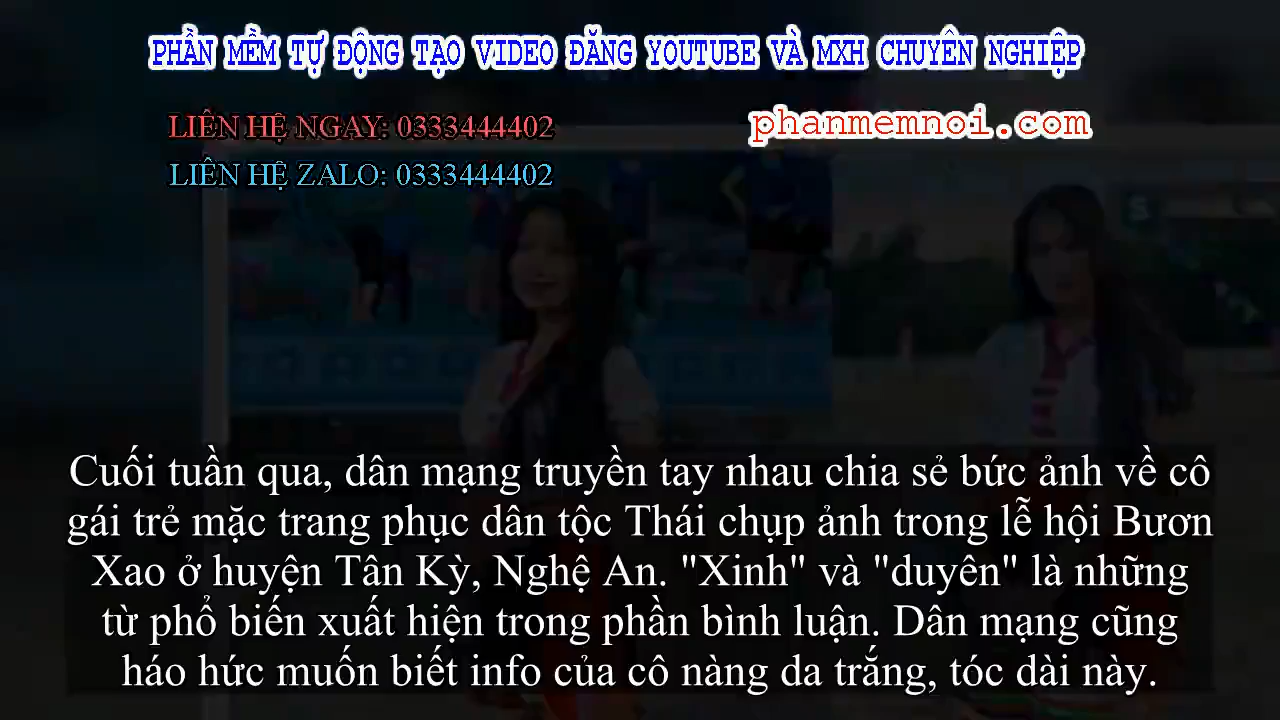 PHẦN MỀM TỰ ĐỘNG TẠO VIDEO ĐĂNG YOUTUBE VÀ MXH CHUYÊN NGHIỆP
LIÊN HỆ NGAY: 0333444402
phanmemnoi.com
LIÊN HỆ ZALO: 0333444402
Cuối tuần qua, dân mạng truyền tay nhau chia sẻ bức ảnh về cô
gái trẻ mặc trang phục dân tộc Thái chụp ảnh trong lễ hội Bươn
Xao ở huyện Tân Kỳ, Nghệ An. "Xinh" và "duyên" là những
từ phổ biến xuất hiện trong phần bình luận. Dân mạng cũng
háo hức muốn biết info của cô nàng da trắng, tóc dài này.